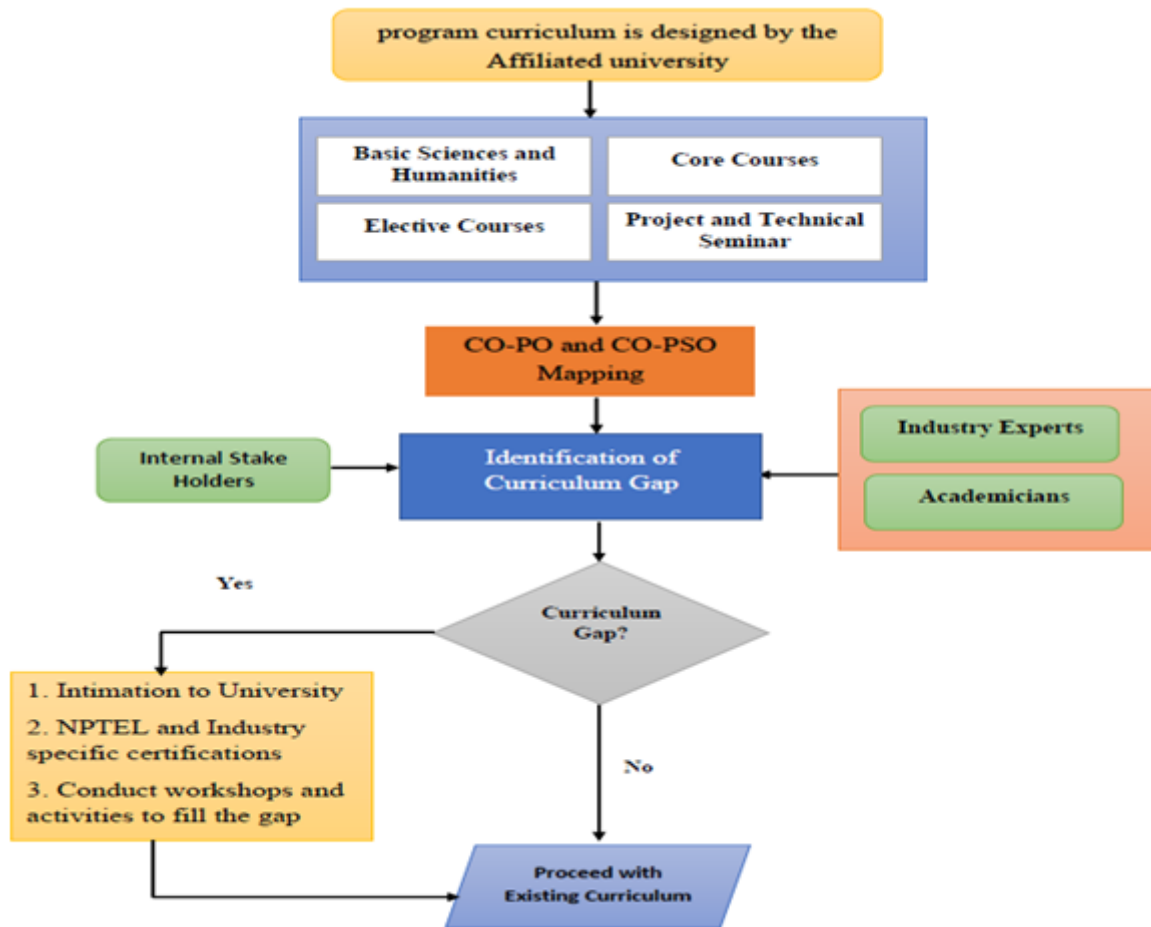 program curriculum is designed by the
Affiliated university
Basic Sciences and
Humanities
Core Courses
Elective Courses
Project and Technical
Seminar
CO-PO and CO-PSO
Mapping
Internal Stake
Holders
Identification of
Curriculum Gap
Industry Experts
Academicians
Yes
Curriculum
Gap?
1. Intimation to University
2. NPTEL and Industry
specific certifications
3. Conduct workshops and
activities to fill the gap
No
Proceed with
Existing Curriculum